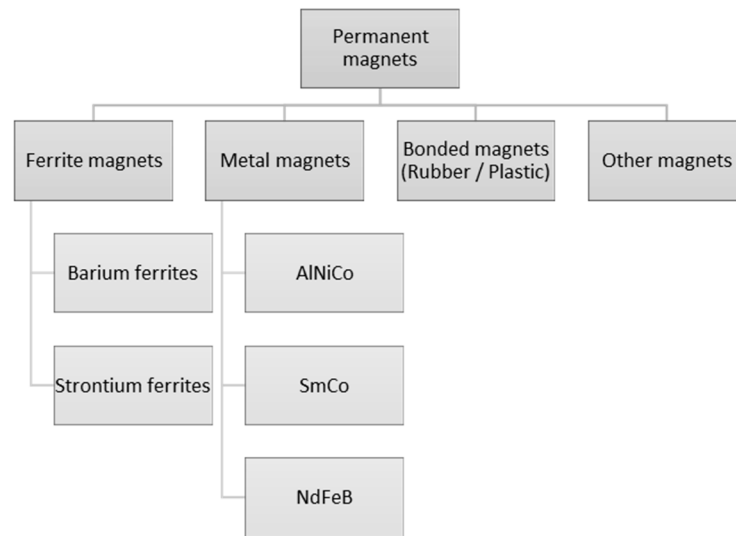 Permanent
magnets
Ferrite magnets
Metal magnets
Bonded magnets
(Rubber / Plastic)
Other magnets
Barium ferrites
AlNiCo
Strontium ferrites
SmCo
NdFeB